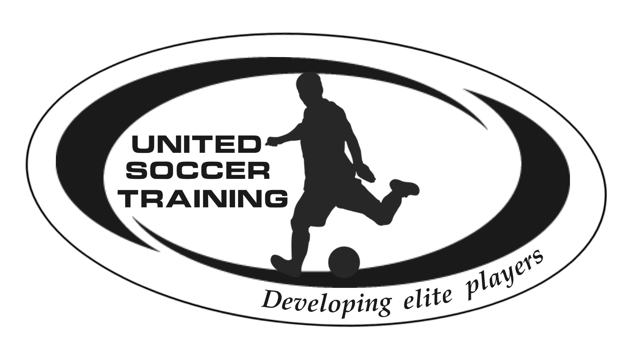 UNITED
SOCCER
TRAINING
Developing elite players